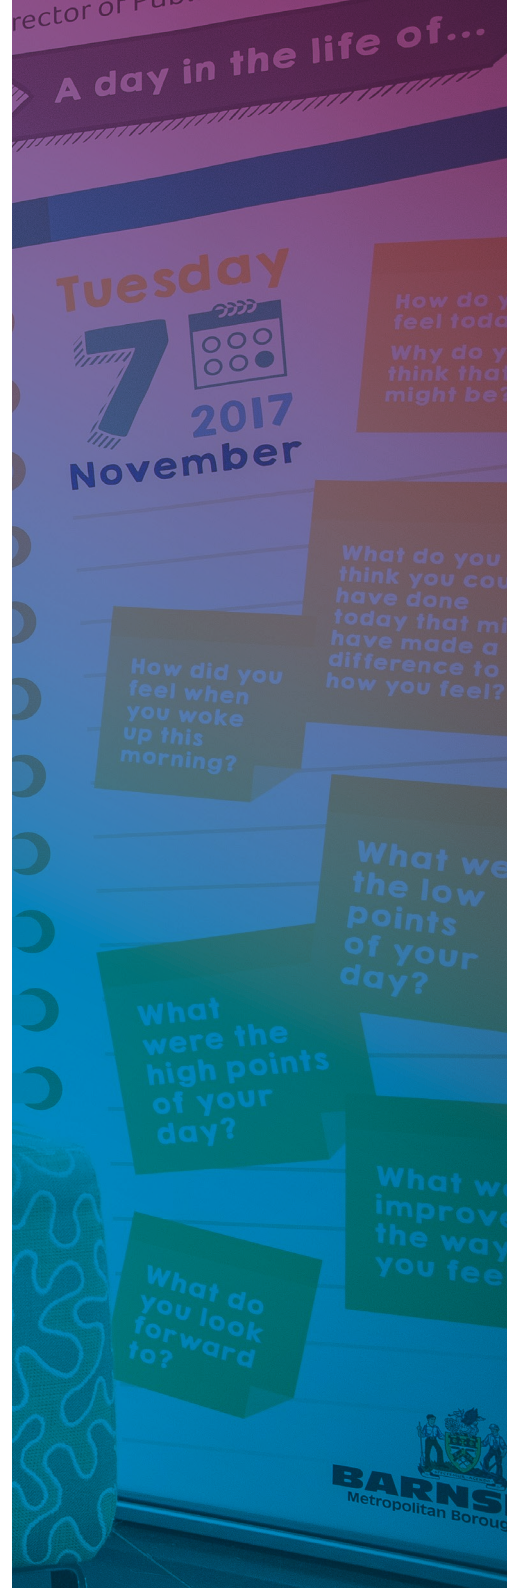 rector of Publ
A day in the life of...
Tuesday
7
2017
November
How do y
feel toda
Why do y
think that
might be?
What do you
think you cou
have done
today that mi
have made a
difference to
how you feel?
How did you
feel when
you woke
up this
morning?
What we
the low
points
of your
day?
What
were the
high points
of your
day?
What wo
improve
the way
you fee
What do
you look
forward
to?
BARNS
Metropolitan Boroug